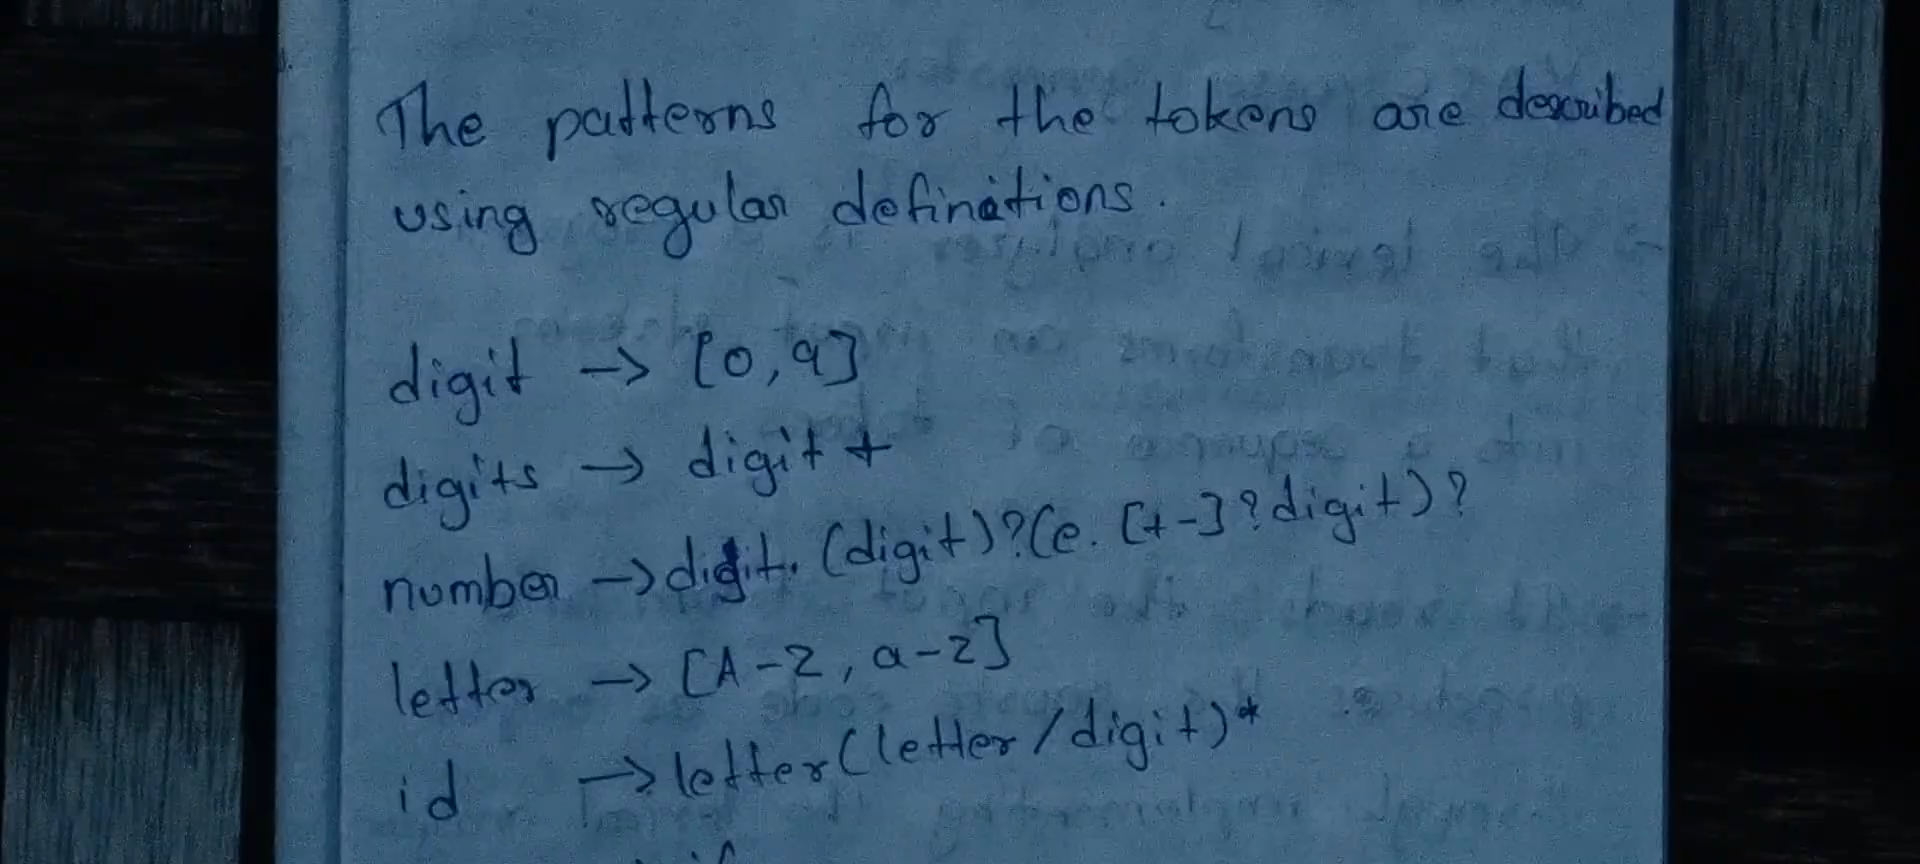 The patterns for the tokens are described
using regular definitions.
digit → [0,9]
digits → digit +
number → digit. (digit)?(e. [+-]?digit)?
letter → [A-Z, a-z]
id → letter(letter/digit)*